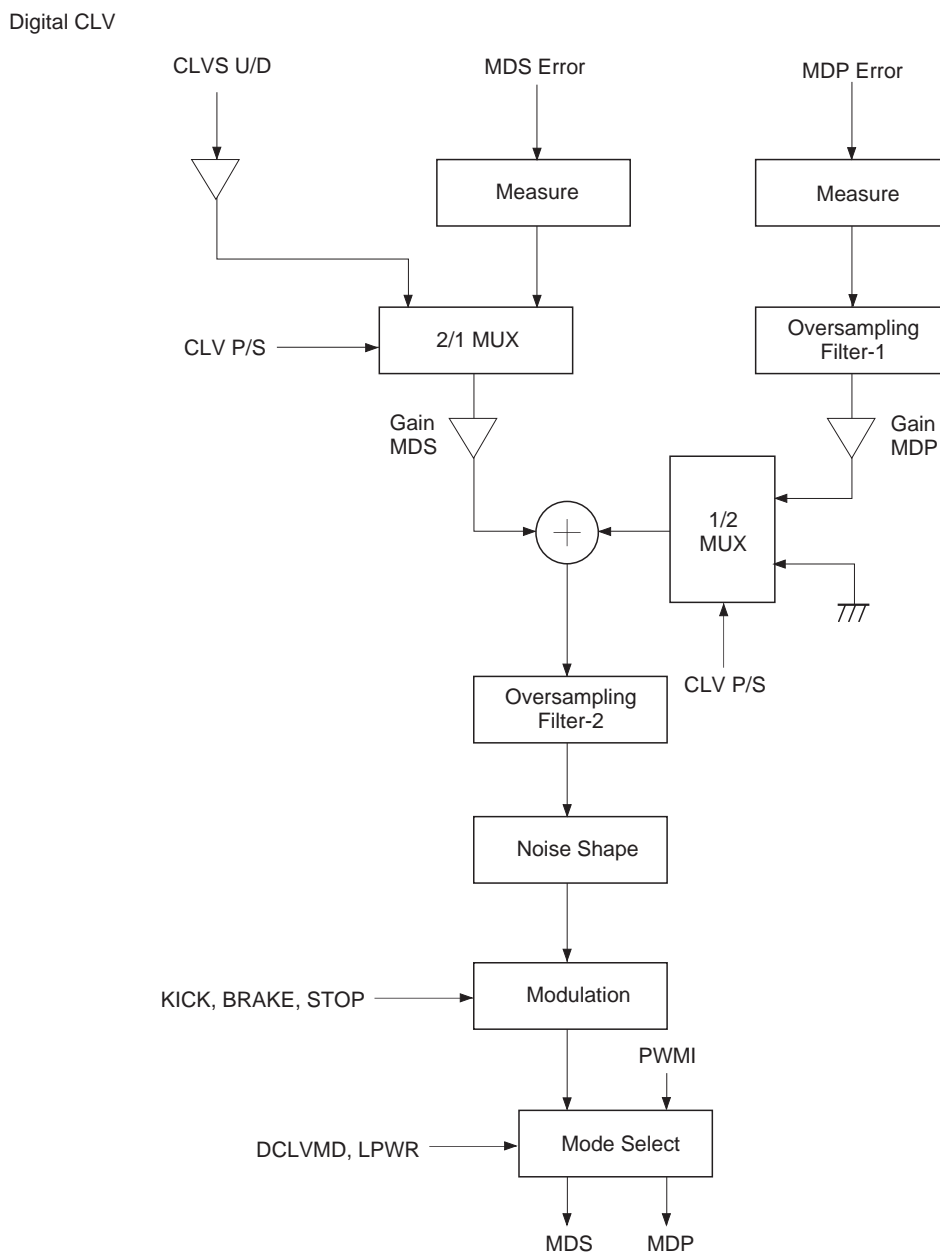 Digital CLV
CLVS U/D
MDS Error
MDP Error
Measure
Measure
CLV P/S
2/1 MUX
Oversampling
Filter-1
Gain
MDS
Gain
MDP
1/2
MUX
CLV P/S
Oversampling
Filter-2
Noise Shape
KICK, BRAKE, STOP
Modulation
PWMI
DCLVMD, LPWR
Mode Select
MDS
MDP